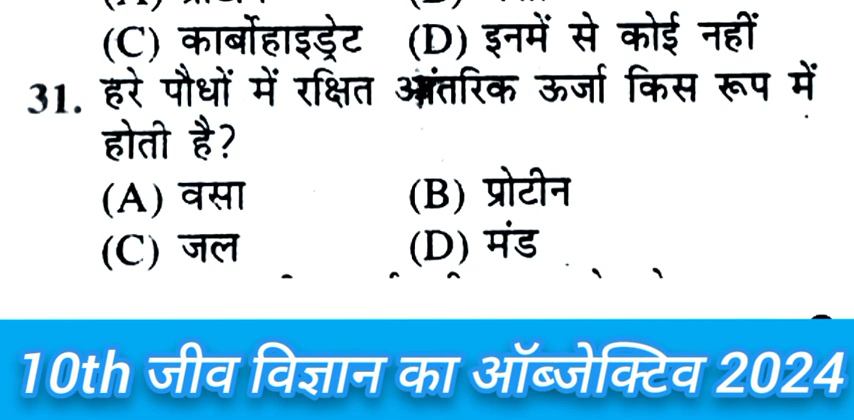 (C) कार्बोहाइड्रेट (D) इनमें से कोई नहीं
31. हरे पौधों में रक्षित आंतरिक ऊर्जा किस रूप में
होती है?
(A) वसा (B) प्रोटीन
(C) जल (D) मंड
10th जीव विज्ञान का ऑब्जेक्टिव 2024